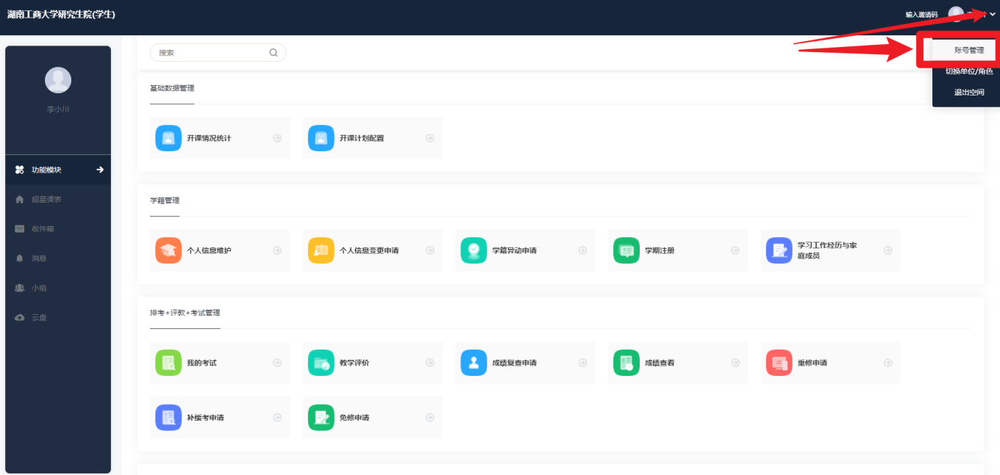 湖南工商大学研究生院(学生)
输入邀请码
账号管理
切换单位/角色
退出空间
搜索
李小川
功能模块
超星课表
收件箱
消息
小组
云盘
基础数据管理
开课情况统计
开课计划配置
学籍管理
个人信息维护
个人信息变更申请
学籍异动申请
学期注册
学习工作经历与家
庭成员
排考+评教+考试管理
我的考试
教学评价
成绩复查申请
成绩查看
重修申请
补缓考申请
免修申请